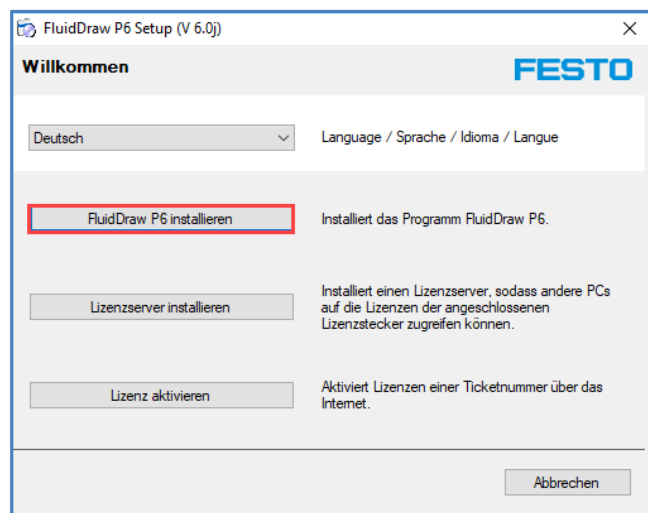 FluidDraw P6 Setup (V 6.0j)
Willkommen
FESTO
Deutsch
Language / Sprache / Idioma / Langue
FluidDraw P6 installieren
Installiert das Programm FluidDraw P6.
Lizenzserver installieren
Installiert einen Lizenzserver, sodass andere PCs
auf die Lizenzen der angeschlossenen
Lizenzstecker zugreifen können.
Lizenz aktivieren
Aktiviert Lizenzen einer Ticketnummer über das
Internet.
Abbrechen